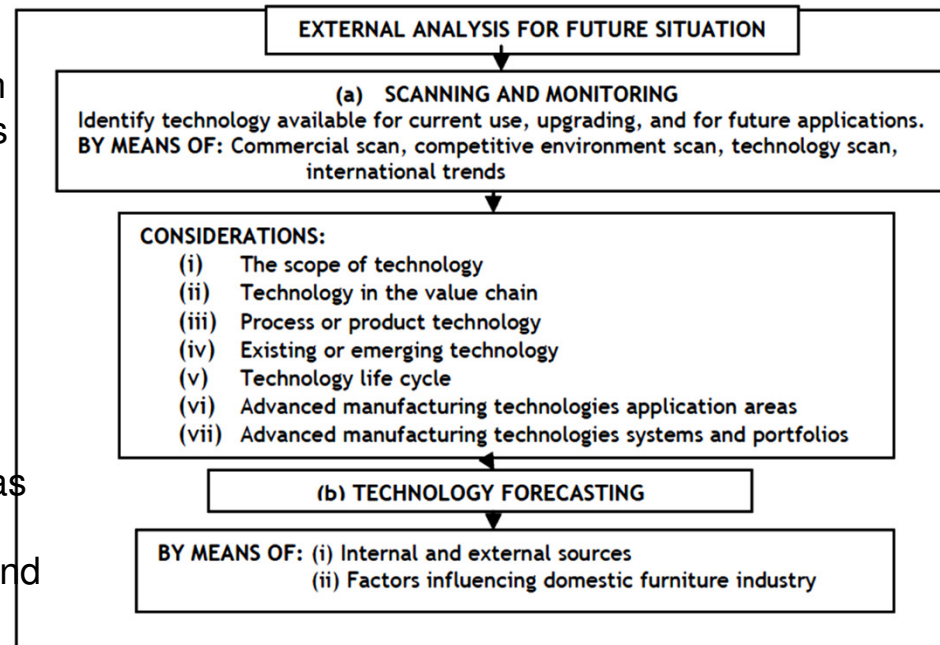 EXTERNAL ANALYSIS FOR FUTURE SITUATION
(a) SCANNING AND MONITORING
Identify technology available for current use, upgrading, and for future applications.
BY MEANS OF: Commercial scan, competitive environment scan, technology scan,
international trends
CONSIDERATIONS:
(i) The scope of technology
(ii) Technology in the value chain
(iii) Process or product technology
(iv) Existing or emerging technology
(v) Technology life cycle
(vi) Advanced manufacturing technologies application areas
(vii) Advanced manufacturing technologies systems and portfolios
as
(b) TECHNOLOGY FORECASTING
BY MEANS OF: (i) Internal and external sources
(ii) Factors influencing domestic furniture industry